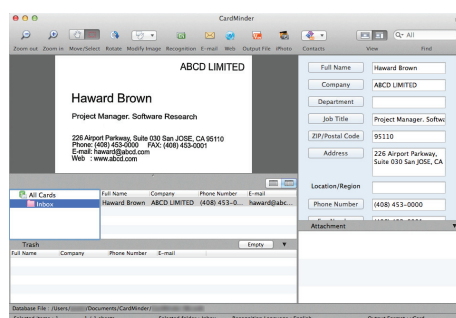 CardMinder
Zoom out Zoom in Move/Select Rotate Modify Image Recognition E-mail Web Output File iPhoto Contacts View Find
All
ABCD LIMITED
Haward Brown
Project Manager. Software Research
226 Airport Parkway, Suite 030 San JOSE, CA 95110
Phone: (408) 453-0000 FAX: (408) 453-0001
E-mail: haward@abcd.com
Web : www.abcd.com
Full Name Haward Brown
Company ABCD LIMITED
Department
Job Title Project Manager. Softwa
ZIP/Postal Code 95110
Address 226 Airport Parkway,
Suite 030 San JOSE, CA
Location/Region
Phone Number (408) 453-0000
Attachment
All Cards
Inbox
Full Name Company Phone Number E-mail
Haward Brown ABCD LIMITED (408) 453-0... haward@abc...
Trash Empty
Full Name Company Phone Number E-mail
Database File : /Users/ /Documents/CardMinder/